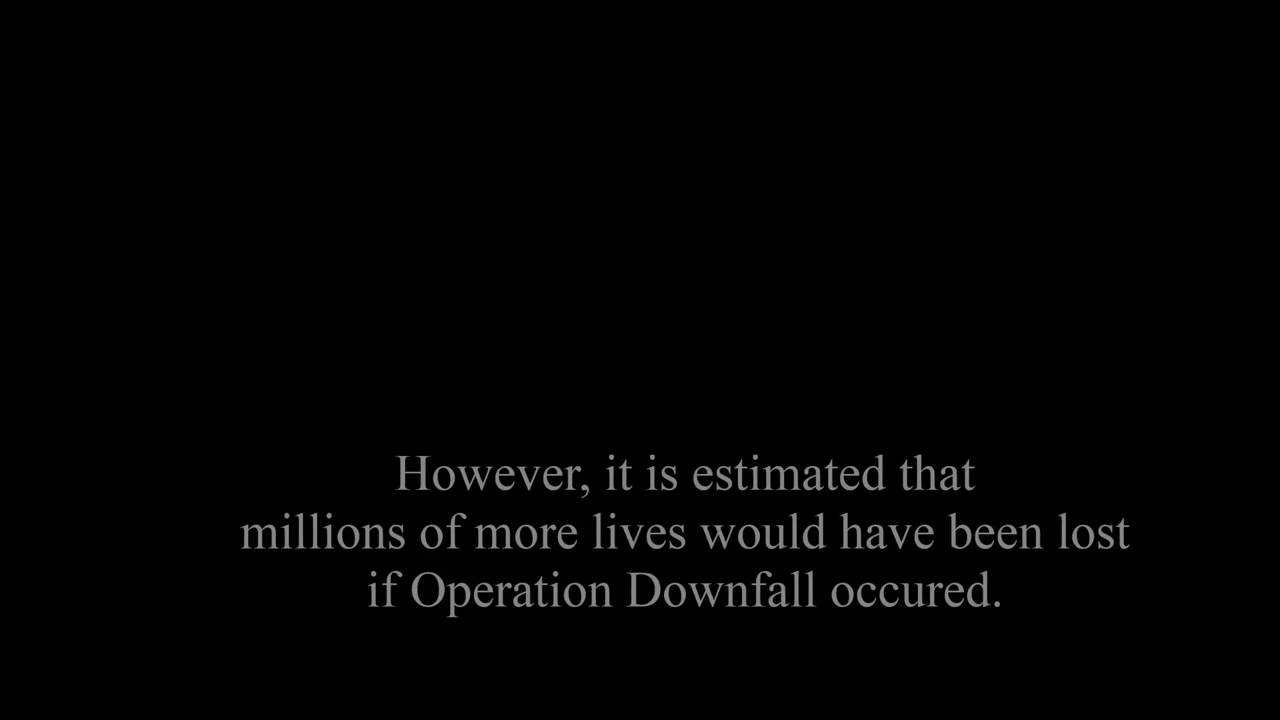 However, it is estimated that
millions of more lives would have been lost
if Operation Downfall occured.